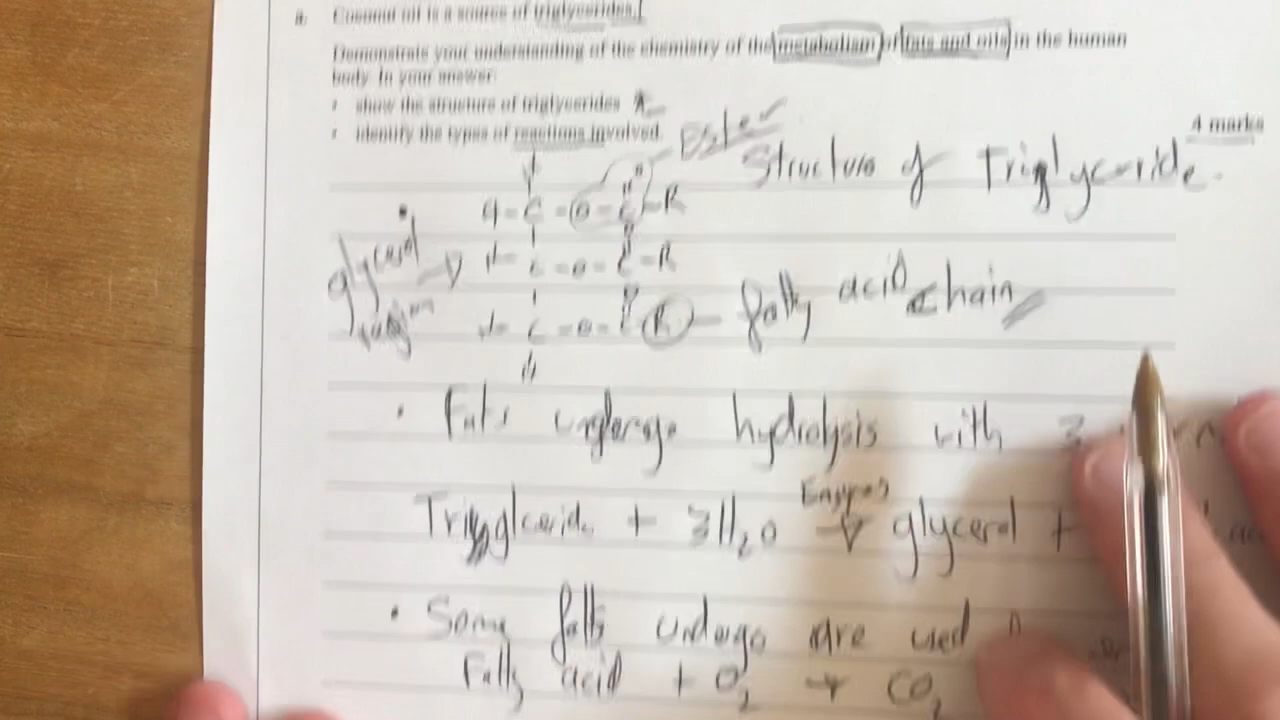 a. Coconut oil is a source of triglycerides.
Demonstrate your understanding of the chemistry of the metabolism of fats and oils in the human
body. In your answer:
• show the structure of triglycerides
• identify the types of reactions involved.
4 marks
Ester
Structure of Triglyceride.
H-C-O-C-R
glycerol
H-C-O-C-R
H-C-O-C R - fatty acid chain
H
• Fats undergo hydrolysis with 3
Enzymes
Triglyceride + 3H₂O → glycerol +
• Some fatts undergo are used
Fatty acid + O₂ → CO₂